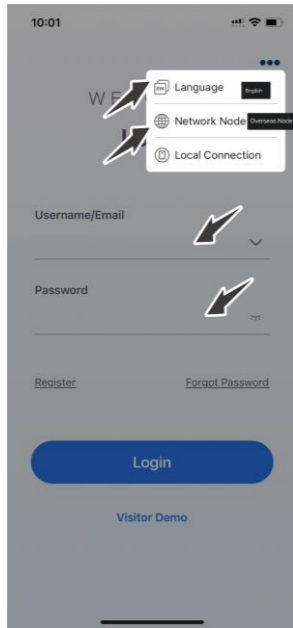 10:01
WE
Language English
Network Node Overseas Node
Local Connection
Username/Email
Password
Register Forgot Password
Login
Visitor Demo